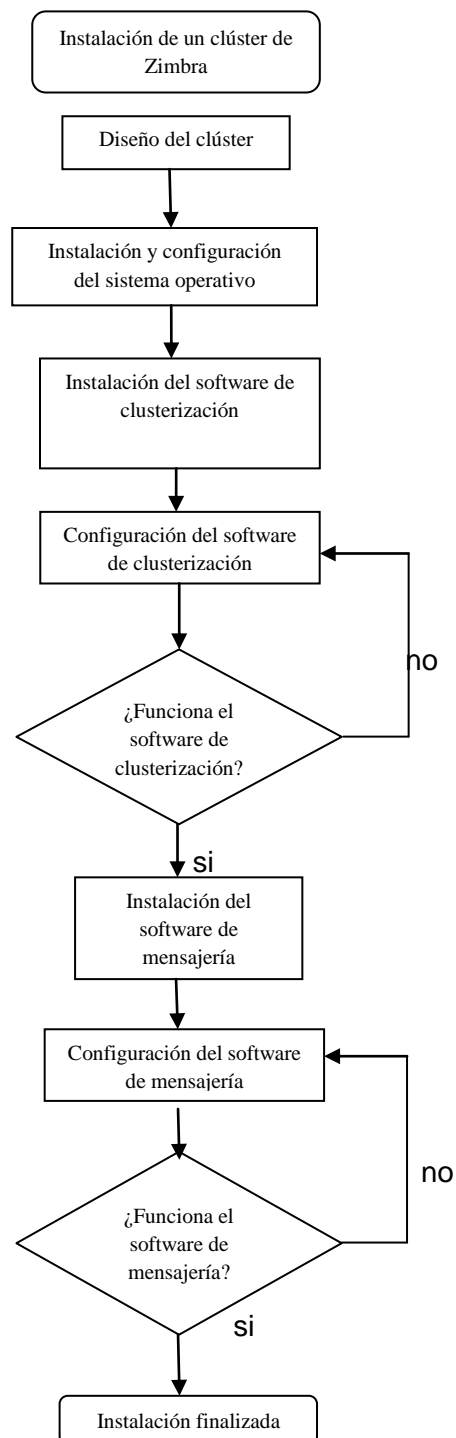 Instalación de un clúster de
Zimbra
Diseño del clúster
Instalación y configuración
del sistema operativo
Instalación del software de
clusterización
Configuración del software
de clusterización
no
¿Funciona el
software de
clusterización?
si
Instalación del
software de
mensajería
Configuración del software
de mensajería
no
¿Funciona el
software de
mensajería?
si
Instalación finalizada